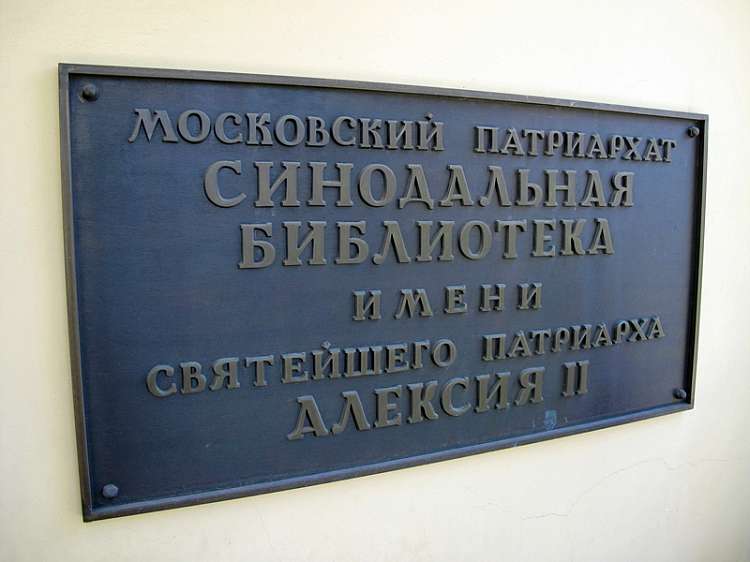 МОСКОВСКИЙ ПАТРИАРХАТ
СИНОДАЛЬНАЯ
БИБЛИОТЕКА
ИМЕНИ
СВЯТЕЙШЕГО ПАТРИАРХА
АЛЕКСИЯ II